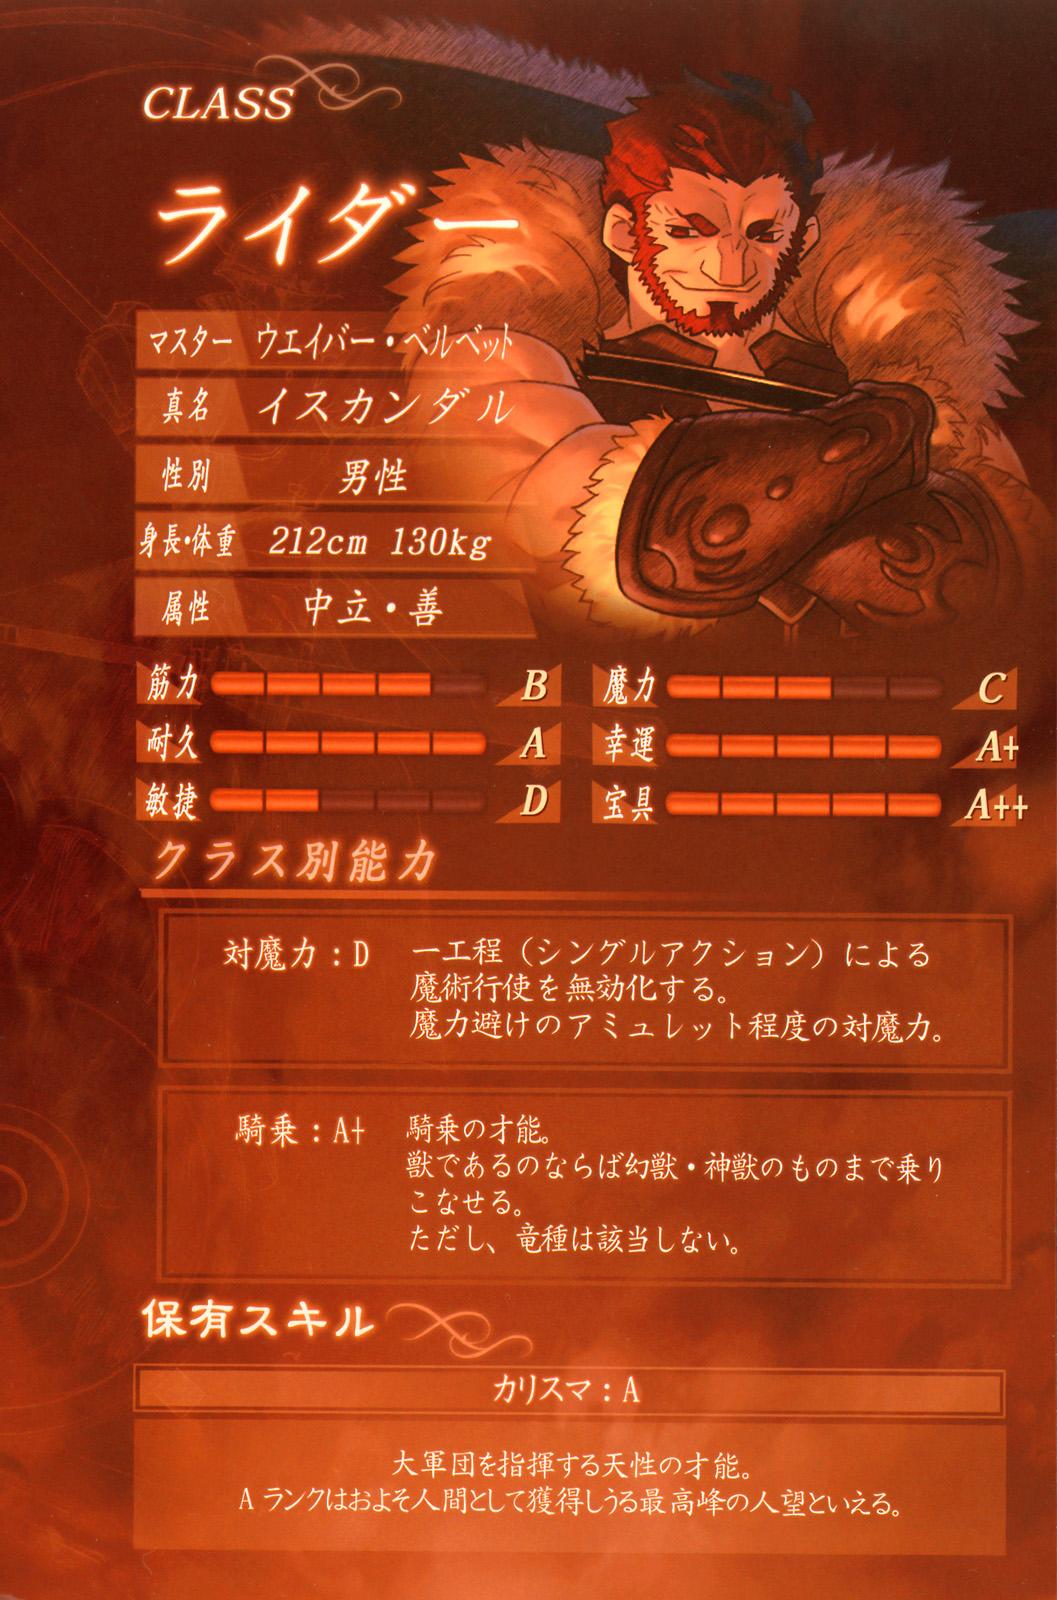 CLASS
ライダー
マスター ウエイバー・ベルベット
真名 イスカンダル
性別 男性
身長・体重 212cm 130kg
属性 中立・善
筋力 B 魔力 C
耐久 A 幸運 A+
敏捷 D 宝具 A++
クラス別能力
対魔力：D 一工程（シングルアクション）による
魔術行使を無効化する。
魔力避けのアミュレット程度の対魔力。
騎乗：A+ 騎乗の才能。
獣であるのならば幻獣・神獣のものまで乗り
こなせる。
ただし、竜種は該当しない。
保有スキル
カリスマ：A
大軍団を指揮する天性の才能。
A ランクはおよそ人間として獲得しうる最高峰の人望といえる。